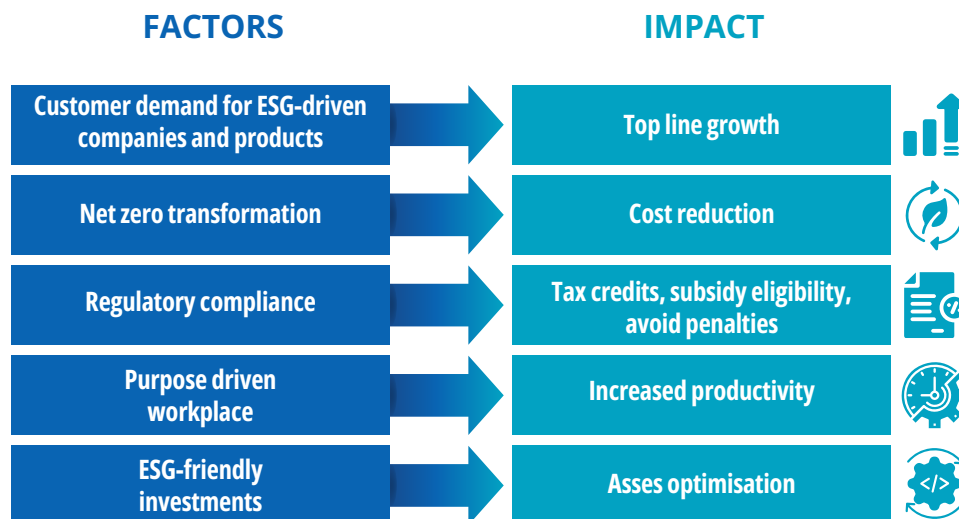 FACTORS
IMPACT
Customer demand for ESG-driven
companies and products
Top line growth
Net zero transformation
Cost reduction
Regulatory compliance
Tax credits, subsidy eligibility,
avoid penalties
Purpose driven
workplace
Increased productivity
ESG-friendly
investments
Asses optimisation
</>